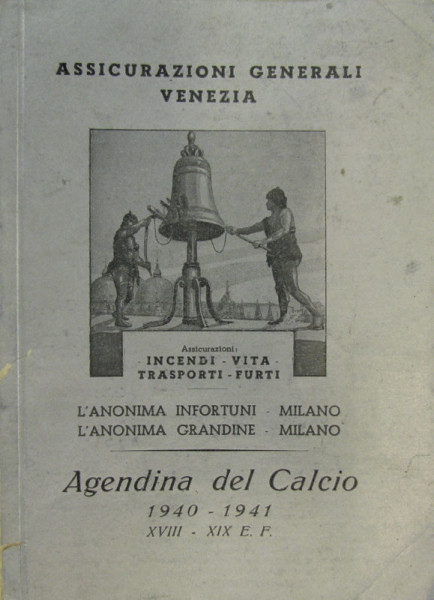 ASSICURAZIONI GENERALI
VENEZIA
Assicurazioni:
INCENDI - VITA -
TRASPORTI - FURTI
L'ANONIMA INFORTUNI - MILANO
L'ANONIMA GRANDINE - MILANO
Agendina del Calcio
1940 - 1941
XVIII - XIX E. F.